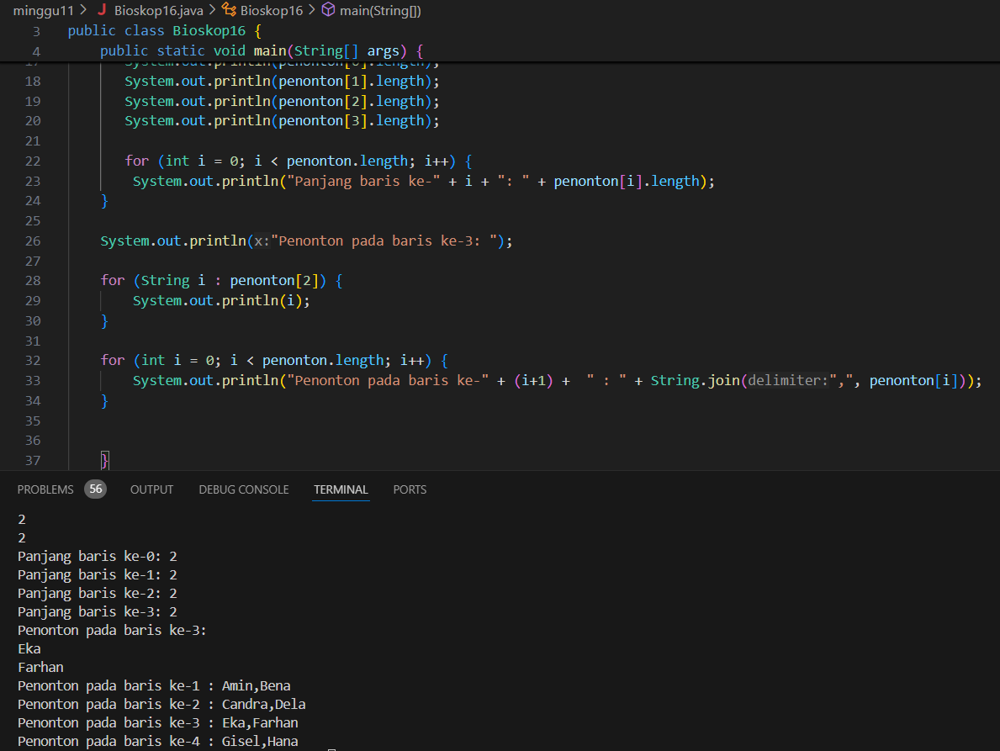 minggu11 > J Bioskop16.java > Bioskop16 > main(String[])
3 public class Bioskop16 {
4 public static void main(String[] args) {
17 System.out.println(penonton[0].length);
18 System.out.println(penonton[1].length);
19 System.out.println(penonton[2].length);
20 System.out.println(penonton[3].length);
21
22 for (int i = 0; i < penonton.length; i++) {
23 System.out.println("Panjang baris ke-" + i + ": " + penonton[i].length);
24 }
25
26 System.out.println(x:"Penonton pada baris ke-3: ");
27
28 for (String i : penonton[2]) {
29 System.out.println(i);
30 }
31
32 for (int i = 0; i < penonton.length; i++) {
33 System.out.println("Penonton pada baris ke-" + (i+1) +  " : " + String.join(delimiter:",", penonton[i]));
34 }
35
36
37 }
PROBLEMS 56 OUTPUT DEBUG CONSOLE TERMINAL PORTS
2
2
Panjang baris ke-0: 2
Panjang baris ke-1: 2
Panjang baris ke-2: 2
Panjang baris ke-3: 2
Penonton pada baris ke-3:
Eka
Farhan
Penonton pada baris ke-1 : Amin,Bena
Penonton pada baris ke-2 : Candra,Dela
Penonton pada baris ke-3 : Eka,Farhan
Penonton pada baris ke-4 : Gisel,Hana